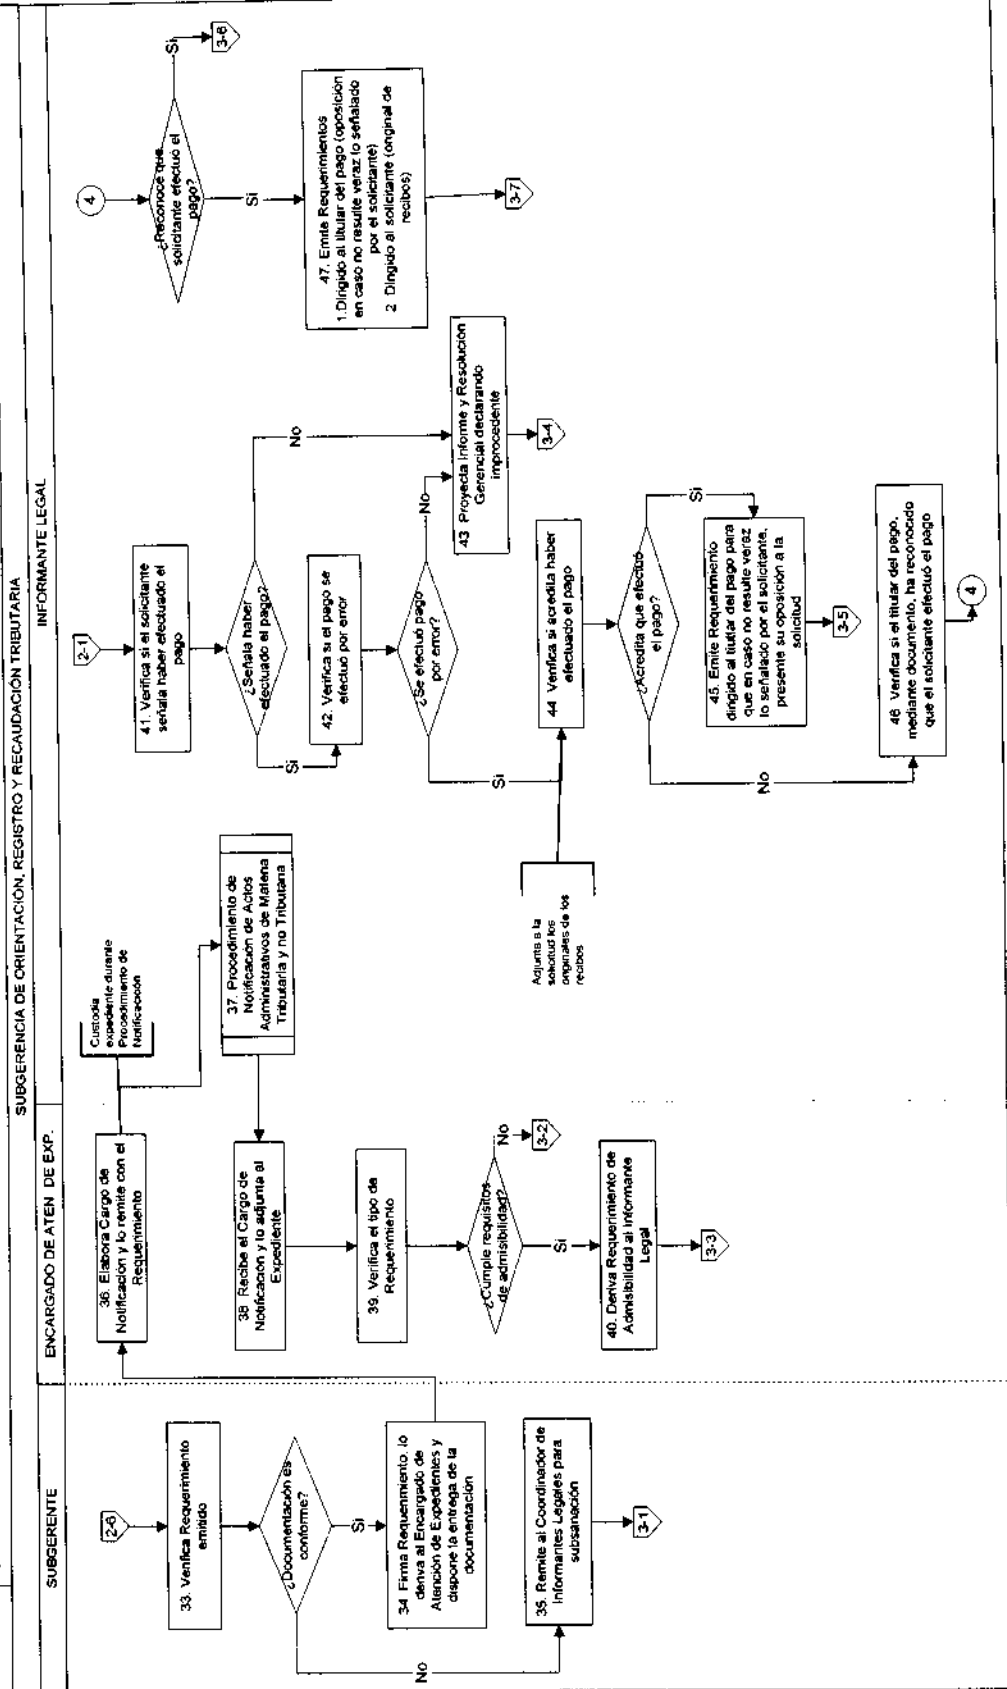 SUBGERENCIA DE ORIENTACIÓN, REGISTRO Y RECAUDACIÓN TRIBUTARIA
SUBGERENTE
ENCARGADO DE ATEN DE EXP.
INFORMANTE LEGAL
2-6
33. Verifica Requerimiento
emitido
¿Documentación es
conforme?
Si
No
34 Firma Requerimiento, lo
deriva al Encargado de
Atención de Expedientes y
dispone la entrega de la
documentación
35. Remite al Coordinador de
Informantes Legales para
subsanación
3-1
36. Elabora Cargo de
Notificación y lo remite con el
Requerimiento
Custodia
expediente durante
Procedimiento de
Notificación
37. Procedimiento de
Notificación de Actos
Administrativos de Materia
Tributaria y no Tributaria
38 Recibe el Cargo de
Notificación y lo adjunta al
Expediente
39. Verifica el tipo de
Requerimiento
¿Cumple requisitos
de admisibilidad?
No
3-2
Si
40. Deriva Requerimiento de
Admisibilidad al Informante
Legal
3-3
2-1
41. Verifica si el solicitante
señala haber efectuado el
pago
¿Señala haber
efectuado el pago?
Si
No
42. Verifica si el pago se
efectuó por error
¿Se efectuó pago
por error?
No
Si
43 Proyecta Informe y Resolución
Gerencial declarando
improcedente
3-4
Adjunta a la
solicitud los
originales de los
recibos
44 Verifica si acredita haber
efectuado el pago
¿Acredita que efectuó
el pago?
Si
No
45. Emite Requerimiento
dirigido al titular del pago para
que en caso no resulte veraz
lo señalado por el solicitante,
presente su oposición a la
solicitud
3-5
46 Verifica si el titular del pago,
mediante documento, ha reconocido
que el solicitante efectuó el pago
4
4
¿Reconoce que
solicitante efectuó el
pago?
Si
3-6
Si
47. Emite Requerimientos
1.Dirigido al titular del pago (oposición
en caso no resulte veraz lo señalado
por el solicitante)
2 Dirigido al solicitante (original de
recibos)
3-7